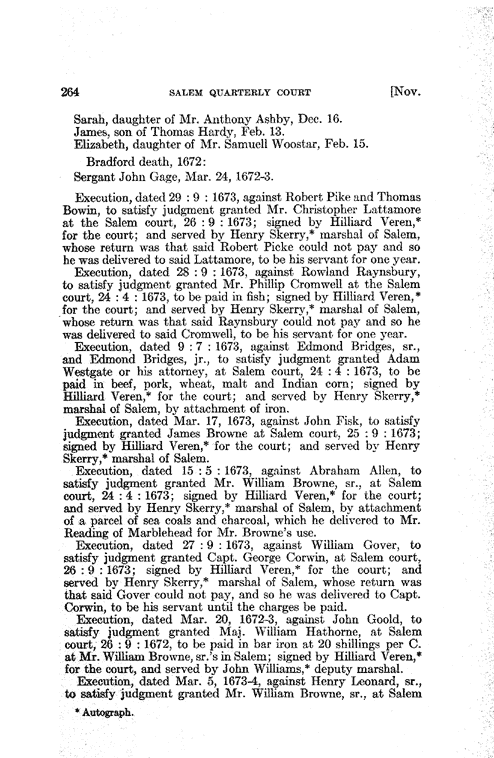 264 SALEM QUARTERLY COURT [Nov.
Sarah, daughter of Mr. Anthony Ashby, Dec. 16.
James, son of Thomas Hardy, Feb. 13.
Elizabeth, daughter of Mr. Samuell Woostar, Feb. 15.
Bradford death, 1672:
Sergant John Gage, Mar. 24, 1672-3.
Execution, dated 29 : 9 : 1673, against Robert Pike and Thomas
Bowin, to satisfy judgment granted Mr. Christopher Lattamore
at the Salem court, 26 : 9 : 1673; signed by Hilliard Veren,*
for the court; and served by Henry Skerry,* marshal of Salem,
whose return was that said Robert Picke could not pay and so
he was delivered to said Lattamore, to be his servant for one year.
Execution, dated 28 : 9 : 1673, against Rowland Raynsbury,
to satisfy judgment granted Mr. Phillip Cromwell at the Salem
court, 24 : 4 : 1673, to be paid in fish; signed by Hilliard Veren,*
for the court; and served by Henry Skerry,* marshal of Salem,
whose return was that said Raynsbury could not pay and so he
was delivered to said Cromwell, to be his servant for one year.
Execution, dated 9 : 7 : 1673, against Edmond Bridges, sr.,
and Edmond Bridges, jr., to satisfy judgment granted Adam
Westgate or his attorney, at Salem court, 24 : 4 : 1673, to be
paid in beef, pork, wheat, malt and Indian corn; signed by
Hilliard Veren,* for the court; and served by Henry Skerry,*
marshal of Salem, by attachment of iron.
Execution, dated Mar. 17, 1673, against John Fisk, to satisfy
judgment granted James Browne at Salem court, 25 : 9 : 1673;
signed by Hilliard Veren,* for the court; and served by Henry
Skerry,* marshal of Salem.
Execution, dated 15 : 5 : 1673, against Abraham Allen, to
satisfy judgment granted Mr. William Browne, sr., at Salem
court, 24 : 4 : 1673; signed by Hilliard Veren,* for the court;
and served by Henry Skerry,* marshal of Salem, by attachment
of a parcel of sea coals and charcoal, which he delivered to Mr.
Reading of Marblehead for Mr. Browne's use.
Execution, dated 27 : 9 : 1673, against William Gover, to
satisfy judgment granted Capt. George Corwin, at Salem court,
26 : 9 : 1673; signed by Hilliard Veren,* for the court; and
served by Henry Skerry,* marshal of Salem, whose return was
that said Gover could not pay, and so he was delivered to Capt.
Corwin, to be his servant until the charges be paid.
Execution, dated Mar. 20, 1672-3, against John Goold, to
satisfy judgment granted Maj. William Hathorne, at Salem
court, 26 : 9 : 1672, to be paid in bar iron at 20 shillings per C.
at Mr. William Browne, sr.'s in Salem; signed by Hilliard Veren,*
for the court, and served by John Williams,* deputy marshal.
Execution, dated Mar. 5, 1673-4, against Henry Leonard, sr.,
to satisfy judgment granted Mr. William Browne, sr., at Salem
* Autograph.